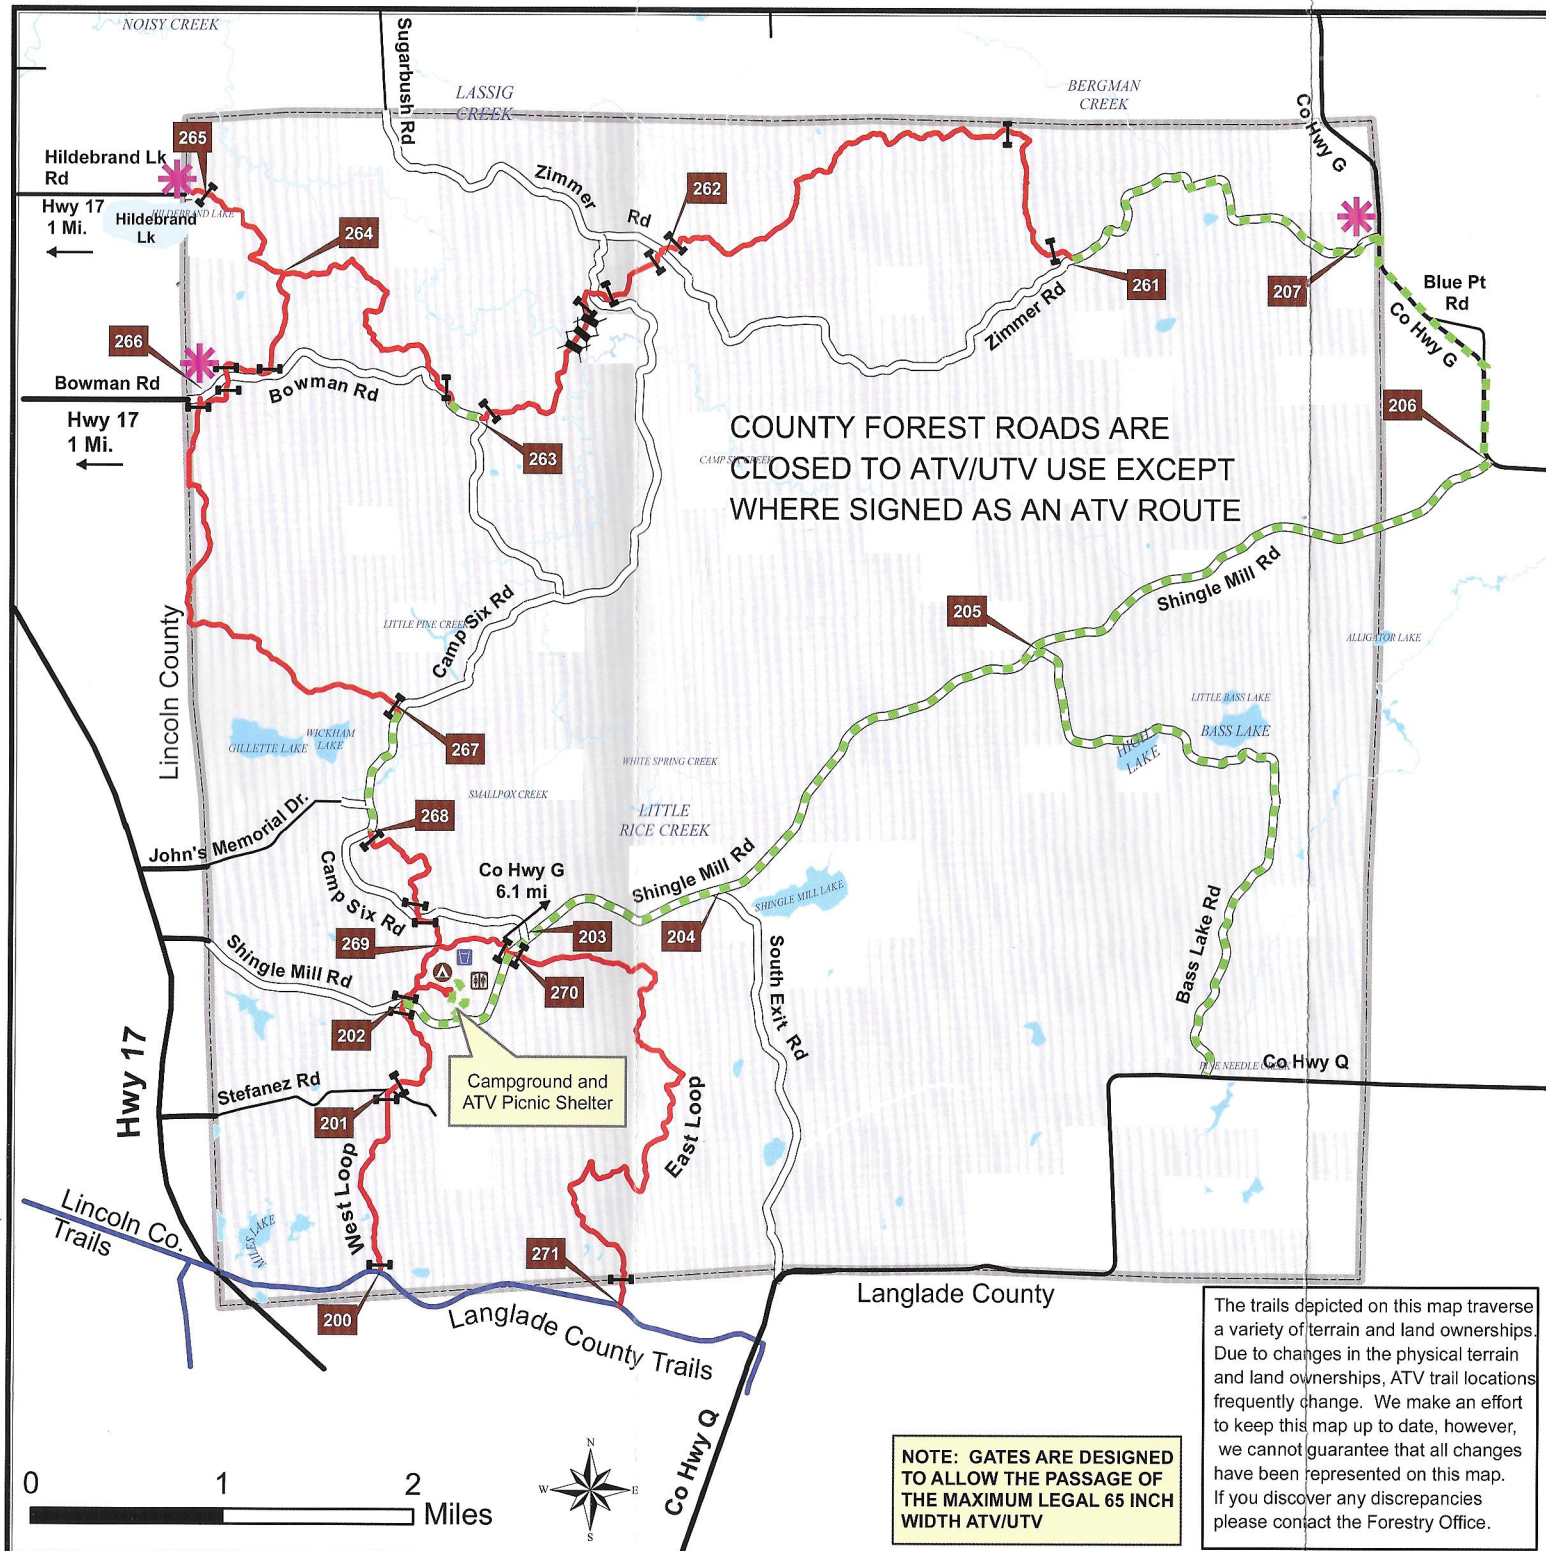 NOISY CREEK
Sugarbush Rd
LASSIG
CREEK
BERGMAN
CREEK
Co Hwy G
265
Hildebrand Lk
Rd
Hwy 17
1 Mi.
HILDEBRAND LAKE
Hildebrand
Lk
264
Zimmer
Rd
262
261
207
Blue Pt
Rd
Co Hwy G
Zimmer Rd
266
Bowman Rd
Hwy 17
1 Mi.
Bowman Rd
263
206
COUNTY FOREST ROADS ARE
CLOSED TO ATV/UTV USE EXCEPT
WHERE SIGNED AS AN ATV ROUTE
CAMP SIX CREEK
Shingle Mill Rd
205
ALLIGATOR LAKE
Lincoln County
LITTLE PINE CREEK
Camp Six Rd
LITTLE BASS LAKE
BASS LAKE
HIGH
LAKE
GILLETTE LAKE
WICKHAM
LAKE
267
WHITE SPRING CREEK
SMALLPOX CREEK
LITTLE
RICE CREEK
268
John's Memorial Dr.
Camp Six Rd
Co Hwy G
6.1 mi
Shingle Mill Rd
SHINGLE MILL LAKE
203
204
269
Shingle Mill Rd
270
202
South Exit Rd
Bass Lake Rd
Hwy 17
Stefanez Rd
Campground and
ATV Picnic Shelter
201
East Loop
PINE NEEDLE CREEK
Co Hwy Q
West Loop
Lincoln Co.
Trails
MILES LAKE
271
200
Langlade County Trails
Langlade County
Co Hwy Q
The trails depicted on this map traverse
a variety of terrain and land ownerships.
Due to changes in the physical terrain
and land ownerships, ATV trail locations
frequently change. We make an effort
to keep this map up to date, however,
we cannot guarantee that all changes
have been represented on this map.
If you discover any discrepancies
please contact the Forestry Office.
NOTE: GATES ARE DESIGNED
TO ALLOW THE PASSAGE OF
THE MAXIMUM LEGAL 65 INCH
WIDTH ATV/UTV
0 1 2
Miles
N
W E
S